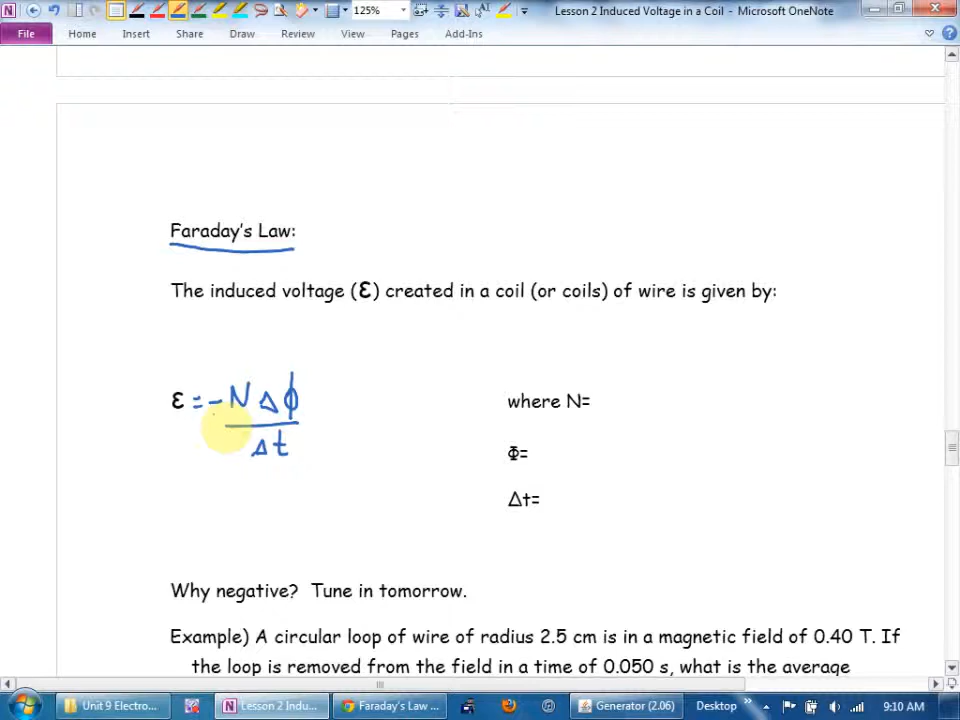 125% Lesson 2 Induced Voltage in a Coil - Microsoft OneNote
File Home Insert Share Draw Review View Pages Add-Ins
Faraday's Law:
The induced voltage (Ɛ) created in a coil (or coils) of wire is given by:
Ɛ = - N Δ ϕ
Δ t
where N=
Φ=
Δt=
Why negative? Tune in tomorrow.
Example) A circular loop of wire of radius 2.5 cm is in a magnetic field of 0.40 T. If
the loop is removed from the field in a time of 0.050 s, what is the average
Unit 9 Electro... Lesson 2 Indu... Faraday's Law ... Generator (2.06) Desktop » 9:10 AM